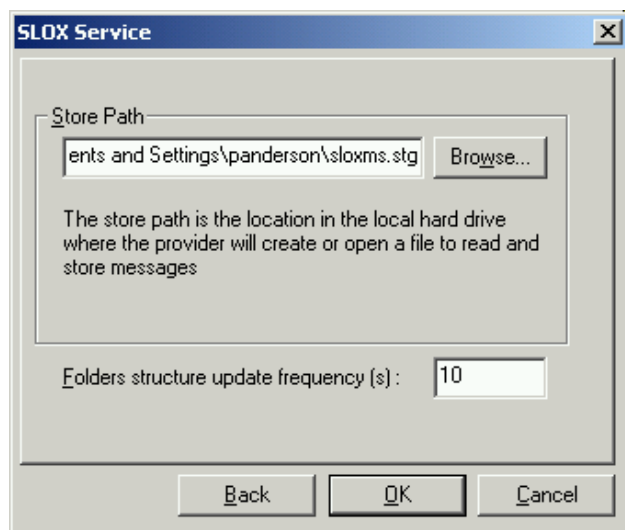 SLOX Service
Store Path
ents and Settings\panderson\sloxms.stg
Browse...
The store path is the location in the local hard drive
where the provider will create or open a file to read and
store messages
Folders structure update frequency (s) :
10
Back
OK
Cancel